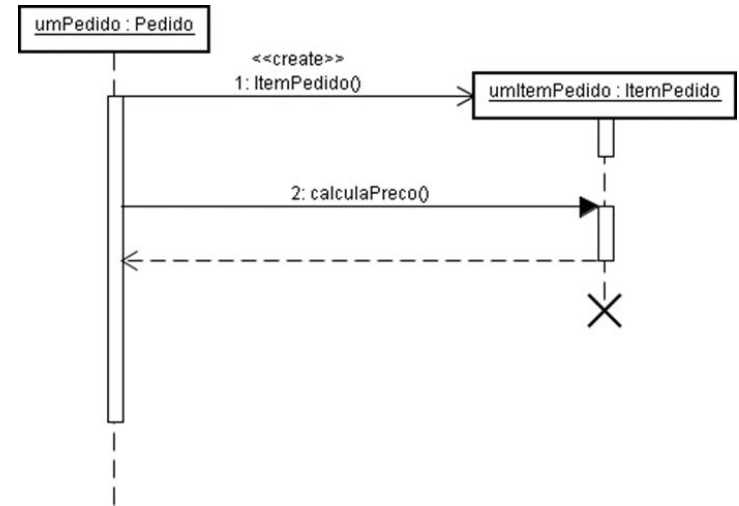 umPedido : Pedido
<<create>>
1: ItemPedido()
umItemPedido : ItemPedido
2: calculaPreco()